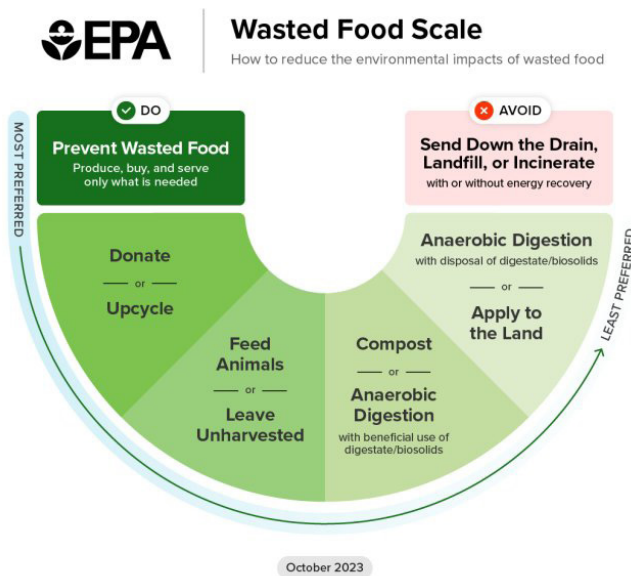 EPA
Wasted Food Scale
How to reduce the environmental impacts of wasted food
MOST PREFERRED
DO
Prevent Wasted Food
Produce, buy, and serve
only what is needed
Donate
or
Upcycle
Feed
Animals
or
Leave
Unharvested
Compost
or
Anaerobic
Digestion
with beneficial use of
digestate/biosolids
Anaerobic Digestion
with disposal of digestate/biosolids
or
Apply to
the Land
AVOID
Send Down the Drain,
Landfill, or Incinerate
with or without energy recovery
LEAST PREFERRED
October 2023